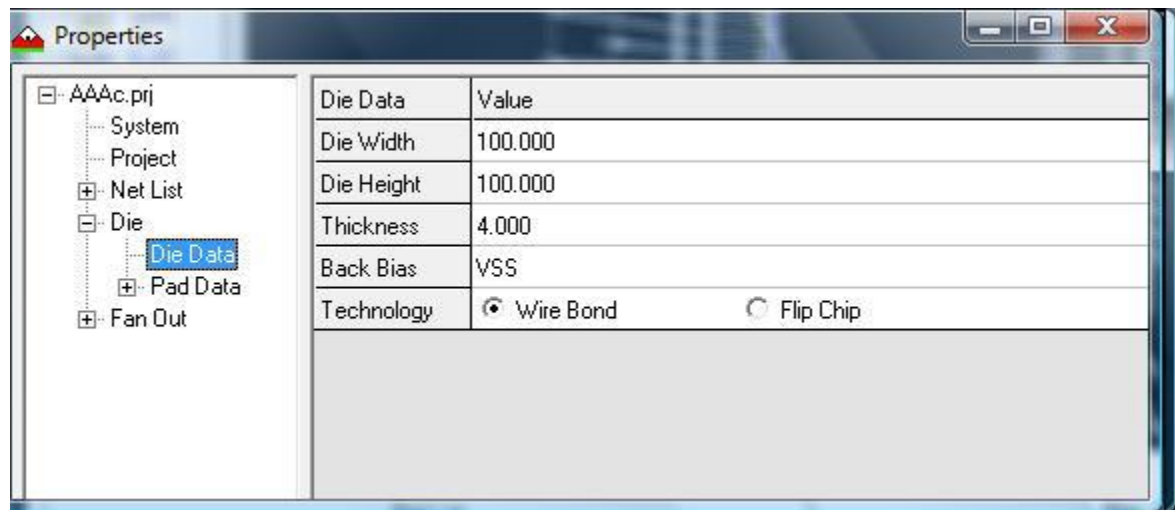 Properties
AAAc.prj
System
Project
Net List
Die
Die Data
Pad Data
Fan Out
Die Data Value
Die Width 100.000
Die Height 100.000
Thickness 4.000
Back Bias VSS
Technology Wire Bond Flip Chip